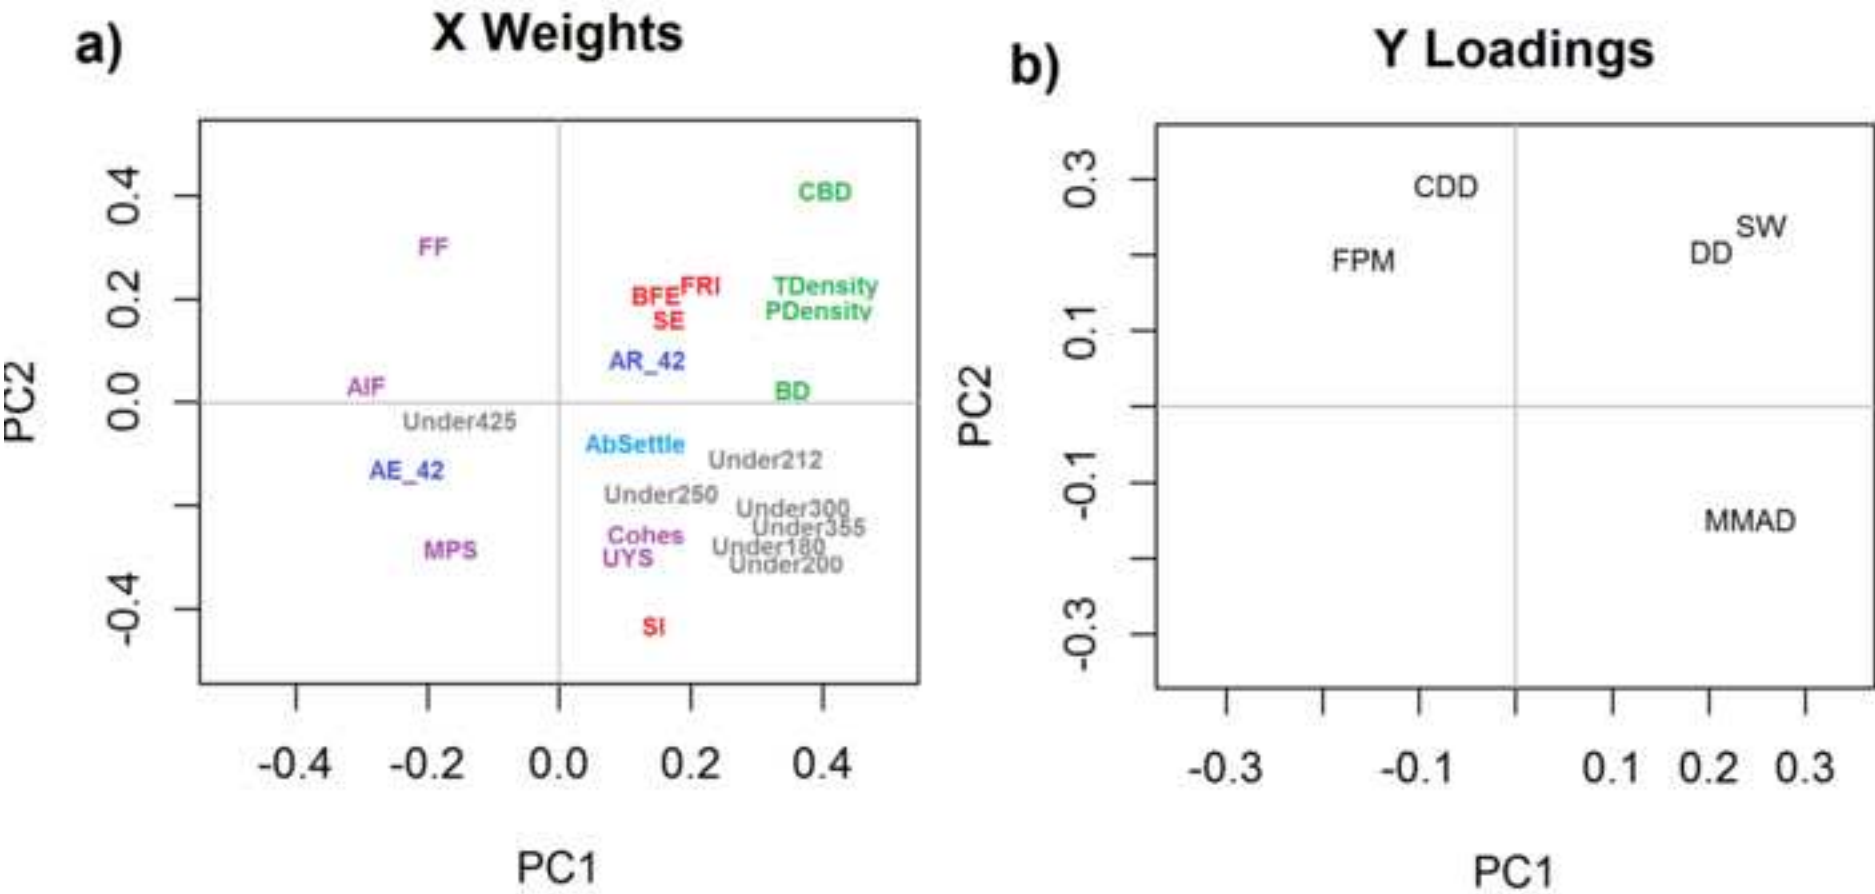 a)
X Weights
PC2
0.4
0.2
0.0
-0.4
CBD
FF
FRI
BFE
TDensity
SE
PDensity
AR_42
AIF
BD
Under425
AbSettle
Under212
AE_42
Under250
Under300
Under355
Cohes
Under180
MPS
UYS
Under200
SI
-0.4 -0.2 0.0 0.2 0.4
PC1
b)
Y Loadings
PC2
0.3
0.1
-0.1
-0.3
CDD
SW
DD
FPM
MMAD
-0.3 -0.1 0.1 0.2 0.3
PC1